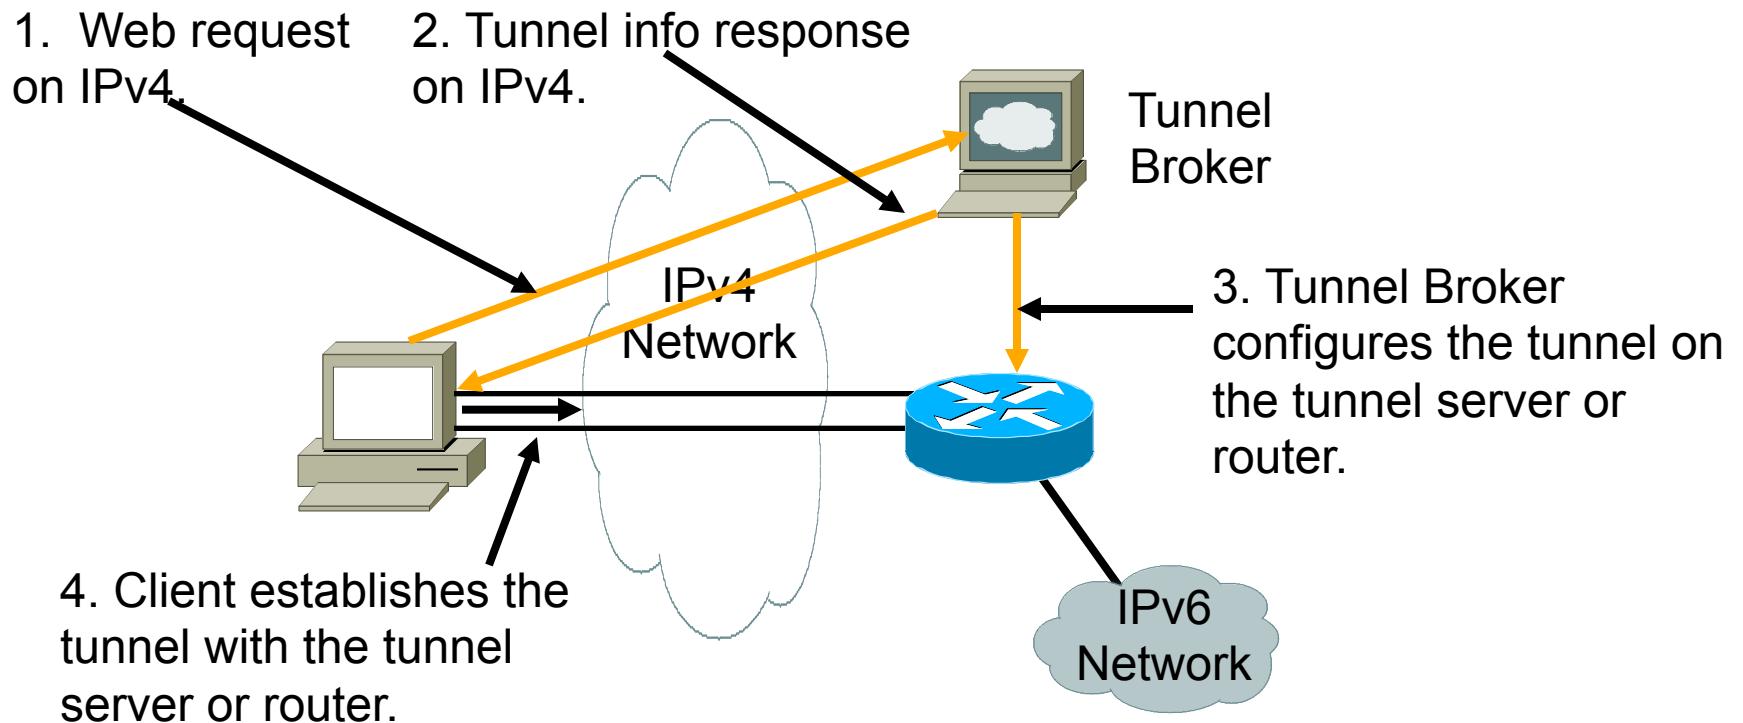 1.  Web request
on IPv4.
2. Tunnel info response
on IPv4.
Tunnel
Broker
IPv4
Network
3. Tunnel Broker
configures the tunnel on
the tunnel server or
router.
4. Client establishes the
tunnel with the tunnel
server or router.
IPv6
Network